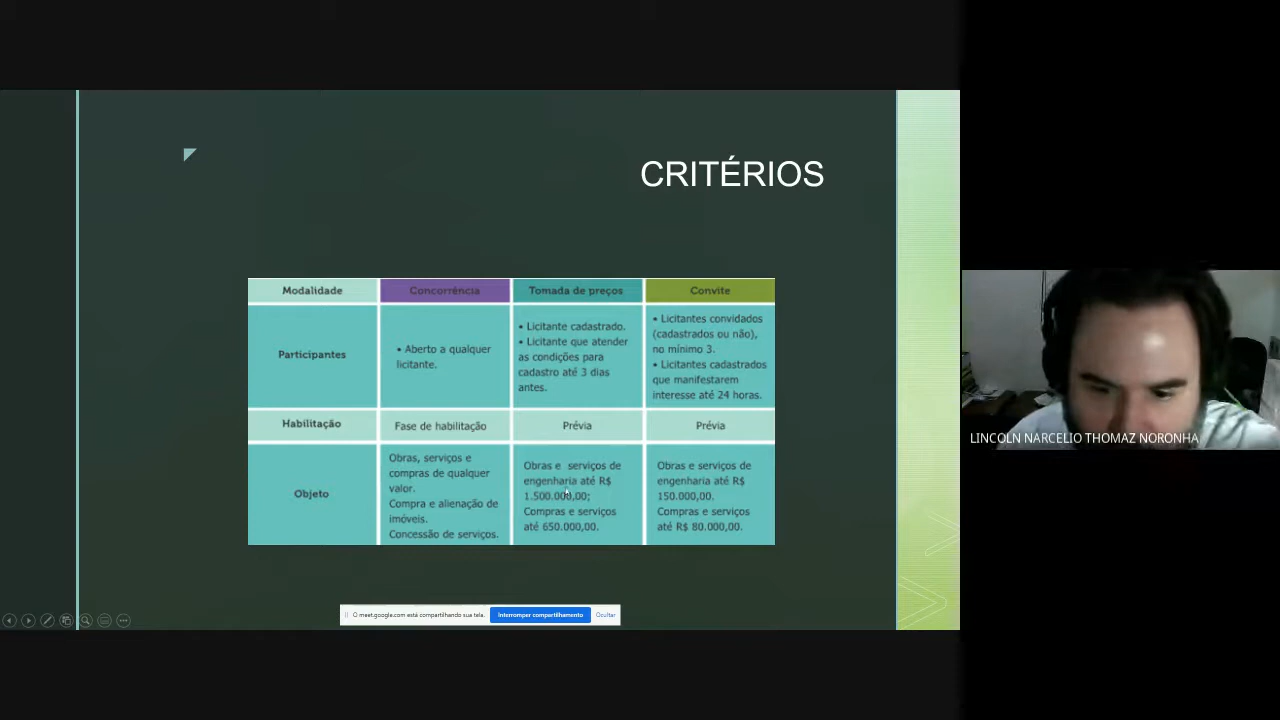 CRITÉRIOS
Modalidade
Concorrência
Tomada de preços
Convite
Participantes
• Aberto a qualquer
licitante.
• Licitante cadastrado.
• Licitante que atender
as condições para
cadastro até 3 dias
antes.
• Licitantes convidados
(cadastrados ou não),
no mínimo 3.
• Licitantes cadastrados
que manifestarem
interesse até 24 horas.
Habilitação
Fase de habilitação
Prévia
Prévia
Objeto
Obras, serviços e
compras de qualquer
valor.
Compra e alienação de
imóveis.
Concessão de serviços.
Obras e serviços de
engenharia até R$
1.500.000,00;
Compras e serviços
até 650.000,00.
Obras e serviços de
engenharia até R$
150.000,00.
Compras e serviços
até R$ 80.000,00.
O meet.google.com está compartilhando sua tela.
Interromper compartilhamento
Ocultar
LINCOLN NARCELIO THOMAZ NORONHA